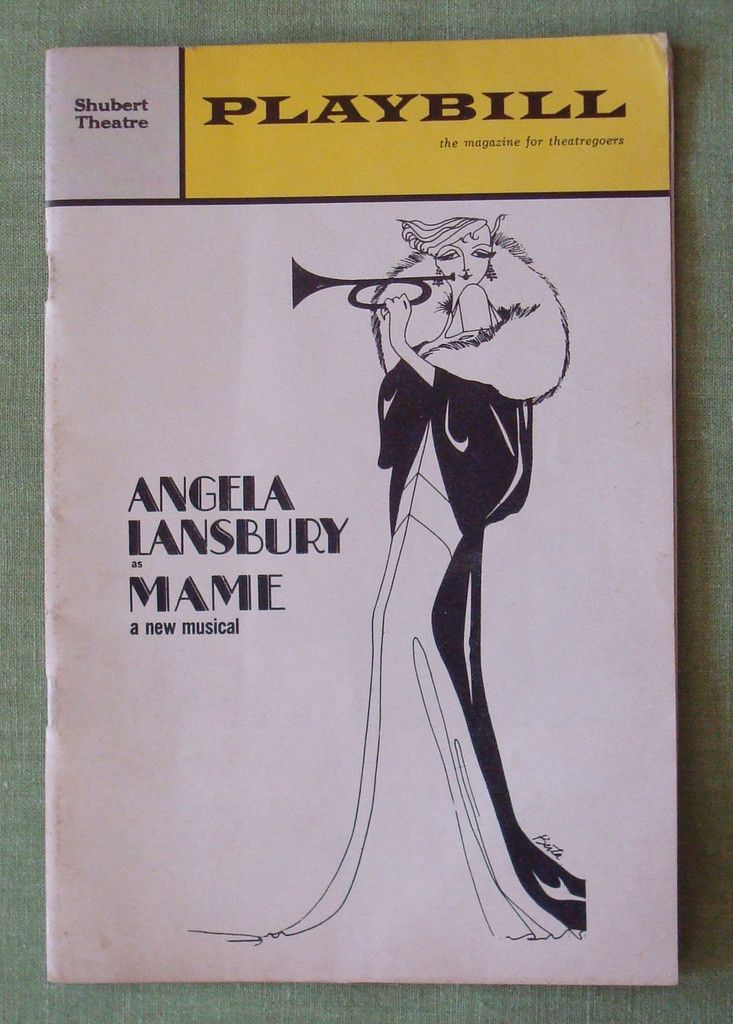 Shubert
Theatre
PLAYBILL
the magazine for theatregoers
ANGELA
LANSBURY
as
MAME
a new musical